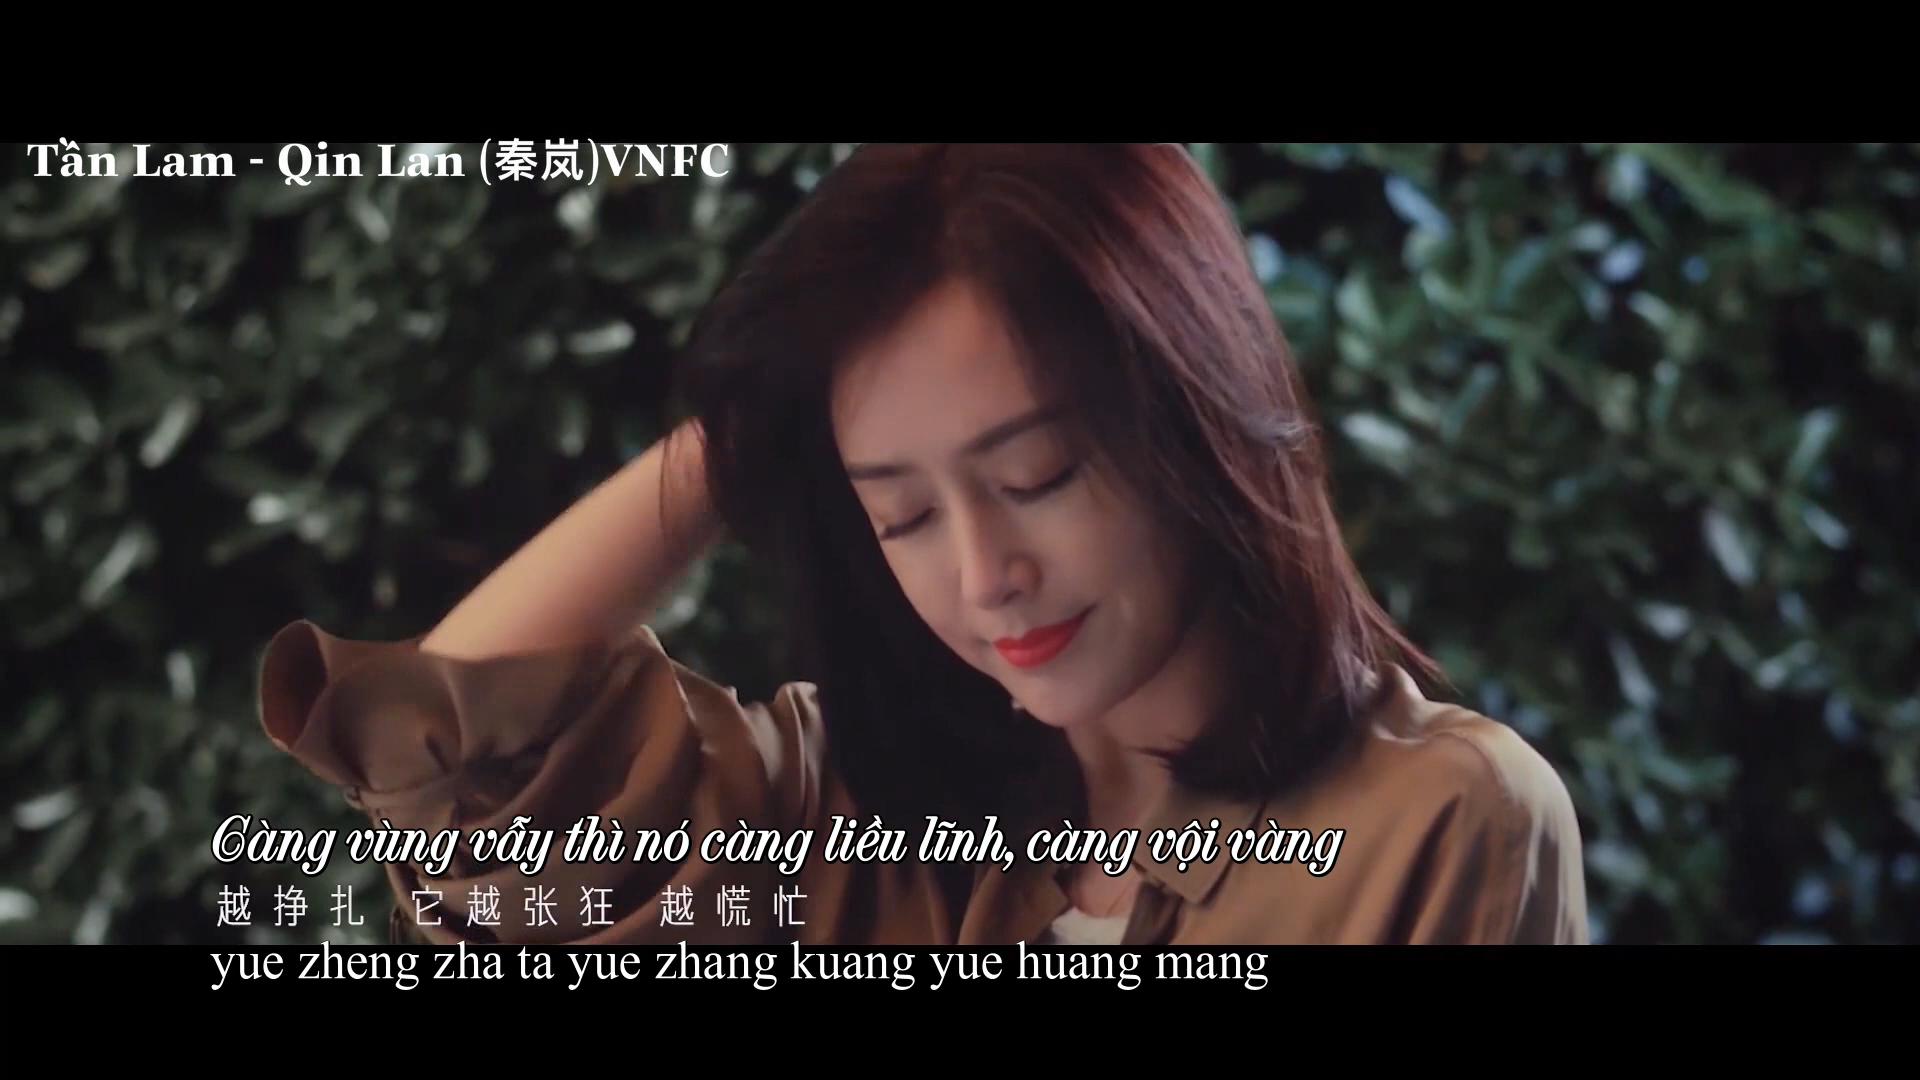 Tần Lam - Qin Lan (秦岚)VNFC
Càng vùng vẫy thì nó càng liều lĩnh, càng vội vàng
越挣扎 它越张狂 越慌忙
yue zheng zha ta yue zhang kuang yue huang mang